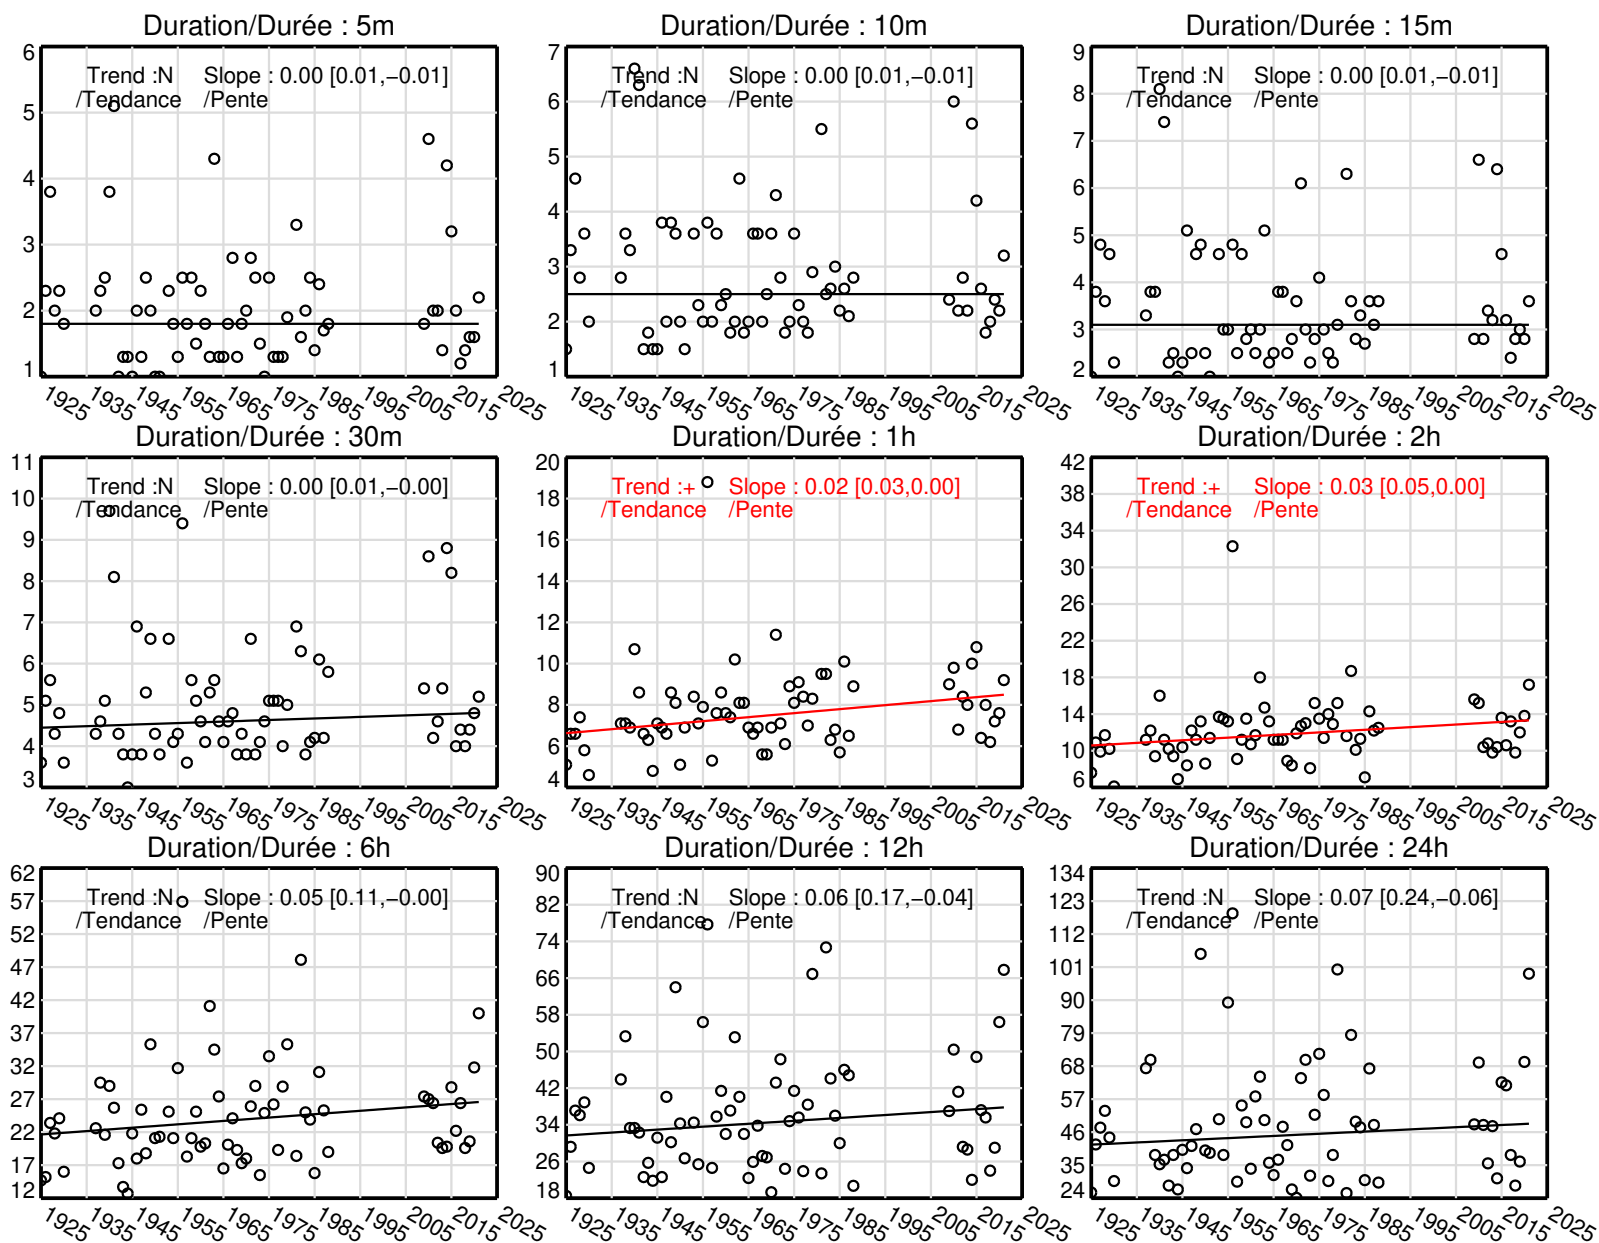 Duration/Durée : 5m
Trend :N Slope : 0.00 [0.01,−0.01]
/Tendance /Pente
6
5
4
3
2
1
1925 1935 1945 1955 1965 1975 1985 1995 2005 2015 2025
Duration/Durée : 10m
Trend :N Slope : 0.00 [0.01,−0.01]
/Tendance /Pente
7
6
5
4
3
2
1
1925 1935 1945 1955 1965 1975 1985 1995 2005 2015 2025
Duration/Durée : 15m
Trend :N Slope : 0.00 [0.01,−0.01]
/Tendance /Pente
9
8
7
6
5
4
3
2
1925 1935 1945 1955 1965 1975 1985 1995 2005 2015 2025
Duration/Durée : 30m
Trend :N Slope : 0.00 [0.01,−0.00]
/Tendance /Pente
11
10
9
8
7
6
5
4
3
1925 1935 1945 1955 1965 1975 1985 1995 2005 2015 2025
Duration/Durée : 1h
Trend :+ Slope : 0.02 [0.03,0.00]
/Tendance /Pente
20
18
16
14
12
10
8
6
4
1925 1935 1945 1955 1965 1975 1985 1995 2005 2015 2025
Duration/Durée : 2h
Trend :+ Slope : 0.03 [0.05,0.00]
/Tendance /Pente
42
38
34
30
26
22
18
14
10
6
1925 1935 1945 1955 1965 1975 1985 1995 2005 2015 2025
Duration/Durée : 6h
Trend :N Slope : 0.05 [0.11,−0.00]
/Tendance /Pente
62
57
52
47
42
37
32
27
22
17
12
1925 1935 1945 1955 1965 1975 1985 1995 2005 2015 2025
Duration/Durée : 12h
Trend :N Slope : 0.06 [0.17,−0.04]
/Tendance /Pente
90
82
74
66
58
50
42
34
26
18
1925 1935 1945 1955 1965 1975 1985 1995 2005 2015 2025
Duration/Durée : 24h
Trend :N Slope : 0.07 [0.24,−0.06]
/Tendance /Pente
134
123
112
101
90
79
68
57
46
35
24
1925 1935 1945 1955 1965 1975 1985 1995 2005 2015 2025